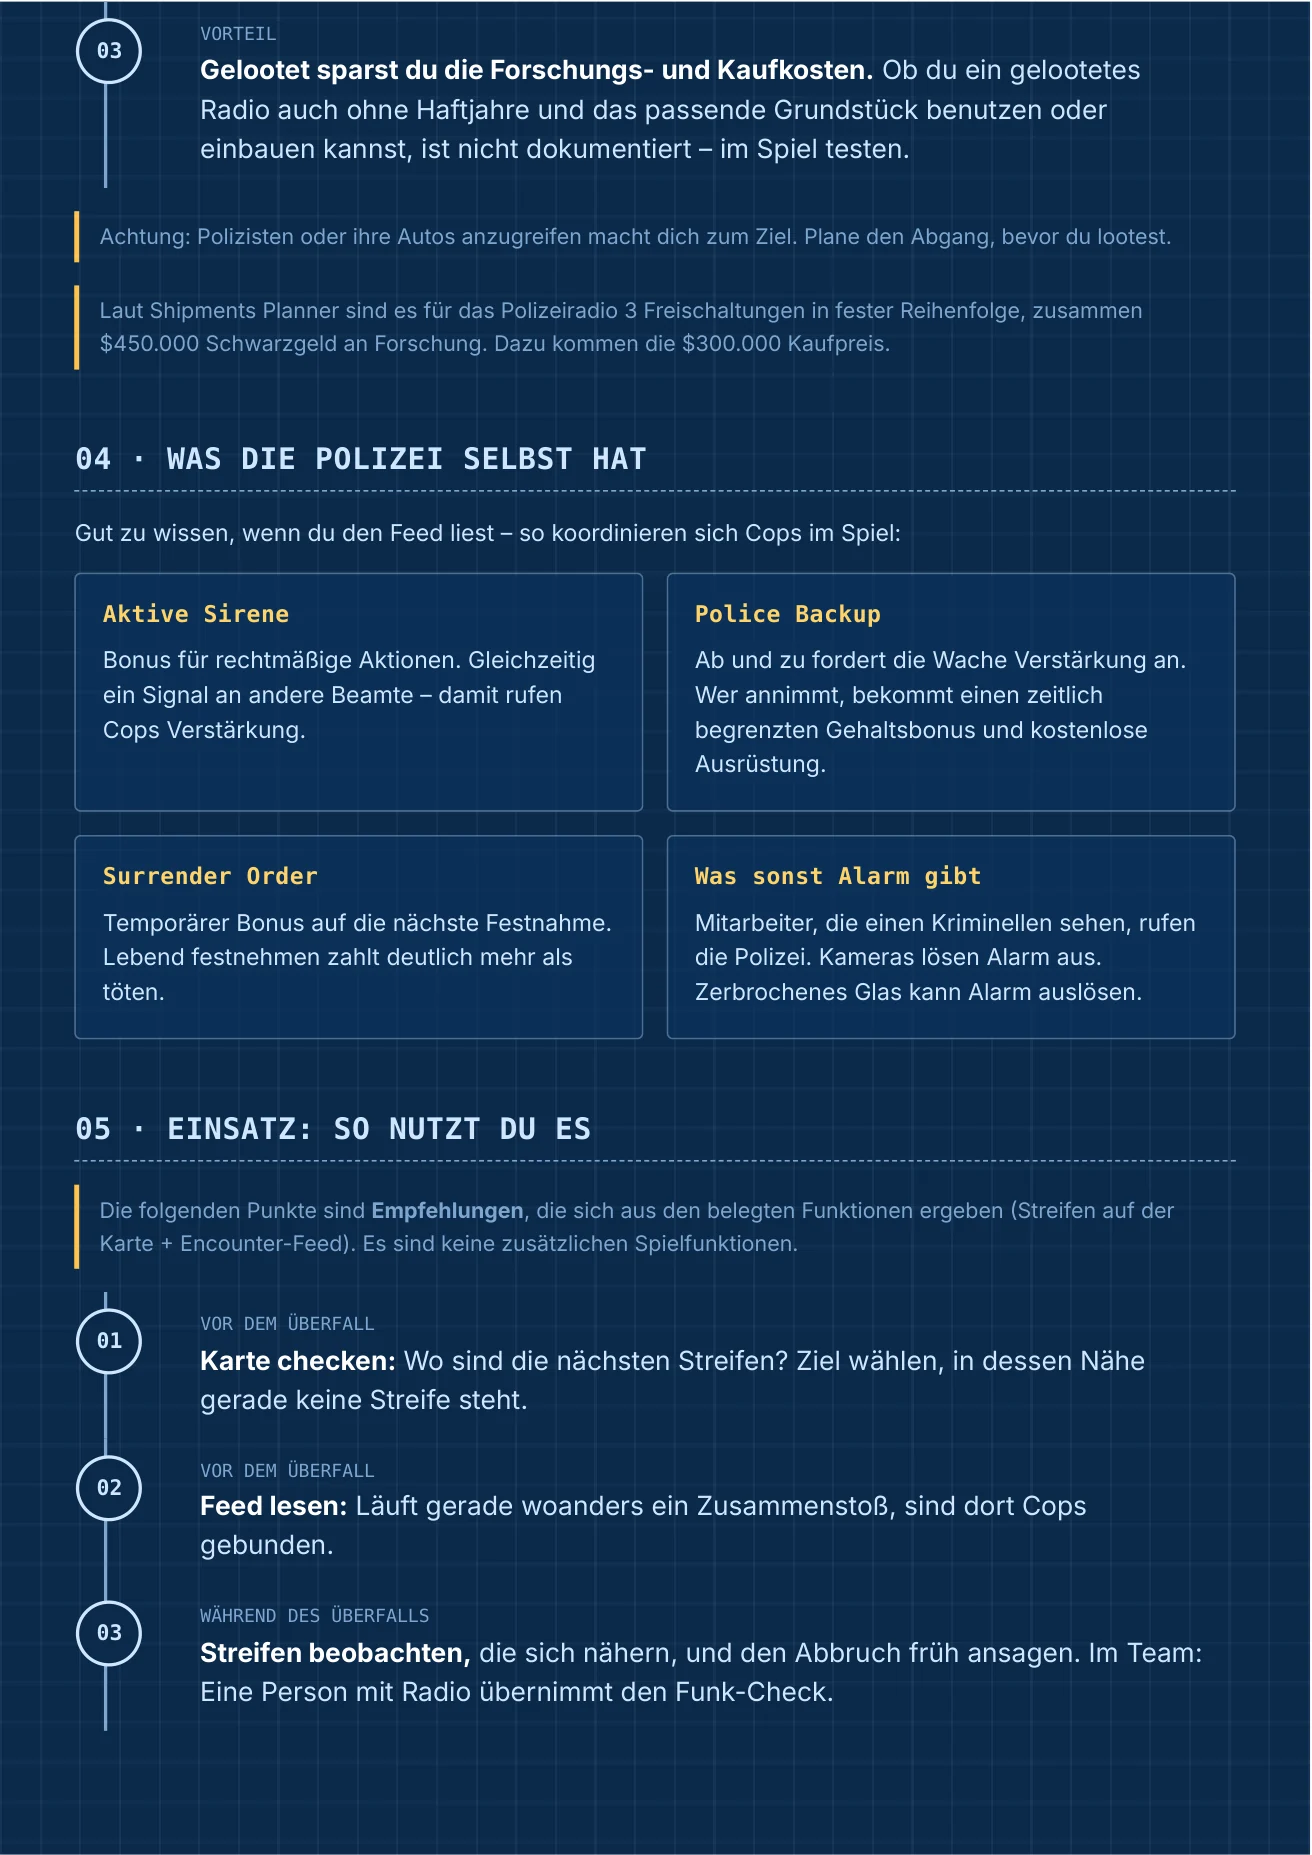 03
VORTEIL
Gelootet sparst du die Forschungs- und Kaufkosten. Ob du ein gelootetes
Radio auch ohne Haftjahre und das passende Grundstück benutzen oder
einbauen kannst, ist nicht dokumentiert – im Spiel testen.
Achtung: Polizisten oder ihre Autos anzugreifen macht dich zum Ziel. Plane den Abgang, bevor du lootest.
Laut Shipments Planner sind es für das Polizeiradio 3 Freischaltungen in fester Reihenfolge, zusammen
$450.000 Schwarzgeld an Forschung. Dazu kommen die $300.000 Kaufpreis.
04 · WAS DIE POLIZEI SELBST HAT
Gut zu wissen, wenn du den Feed liest – so koordinieren sich Cops im Spiel:
Aktive Sirene
Bonus für rechtmäßige Aktionen. Gleichzeitig
ein Signal an andere Beamte – damit rufen
Cops Verstärkung.
Police Backup
Ab und zu fordert die Wache Verstärkung an.
Wer annimmt, bekommt einen zeitlich
begrenzten Gehaltsbonus und kostenlose
Ausrüstung.
Surrender Order
Temporärer Bonus auf die nächste Festnahme.
Lebend festnehmen zahlt deutlich mehr als
töten.
Was sonst Alarm gibt
Mitarbeiter, die einen Kriminellen sehen, rufen
die Polizei. Kameras lösen Alarm aus.
Zerbrochenes Glas kann Alarm auslösen.
05 · EINSATZ: SO NUTZT DU ES
Die folgenden Punkte sind Empfehlungen, die sich aus den belegten Funktionen ergeben (Streifen auf der
Karte + Encounter-Feed). Es sind keine zusätzlichen Spielfunktionen.
01
VOR DEM ÜBERFALL
Karte checken: Wo sind die nächsten Streifen? Ziel wählen, in dessen Nähe
gerade keine Streife steht.
02
VOR DEM ÜBERFALL
Feed lesen: Läuft gerade woanders ein Zusammenstoß, sind dort Cops
gebunden.
03
WÄHREND DES ÜBERFALLS
Streifen beobachten, die sich nähern, und den Abbruch früh ansagen. Im Team:
Eine Person mit Radio übernimmt den Funk-Check.